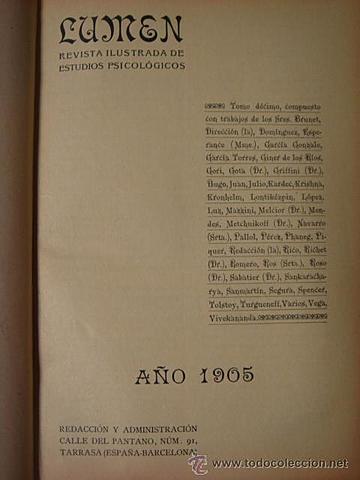 LUMEN
REVISTA ILUSTRADA DE
ESTUDIOS PSICOLÓGICOS
Tomo décimo, compuesto
con trabajos de los Sres. Brunet,
Dirección (la), Domínguez, Espe-
rance (Mme.), García Gonzalo,
García Torres, Giner de los Ríos,
Gori, Gota (Dr.), Griffini (Dr.),
Hugo, Juan, Julio, Kardec, Krishna,
Kronhelm, Lontikézpin, López,
Luz, Mazzini, Melcior (Dr.), Men-
des, Metchnikoff (Dr.), Navarro
(Srta.), Pallol, Pérez, Phaneg, Pi-
quer, Redacción (la), Rico, Richet
(Dr.), Romero, Ros (Srta.), Roso
(Dr.), Sabatier (Dr.), Sankaracha-
rya, Sanmartín, Segura, Spencer,
Tolstoy, Turgueneff, Varios, Vega,
Vivekananda.
AÑO 1905
REDACCIÓN Y ADMINISTRACIÓN
CALLE DEL PANTANO, NÚM. 91,
TARRASA (ESPAÑA-BARCELONA)
todocoleccion.net